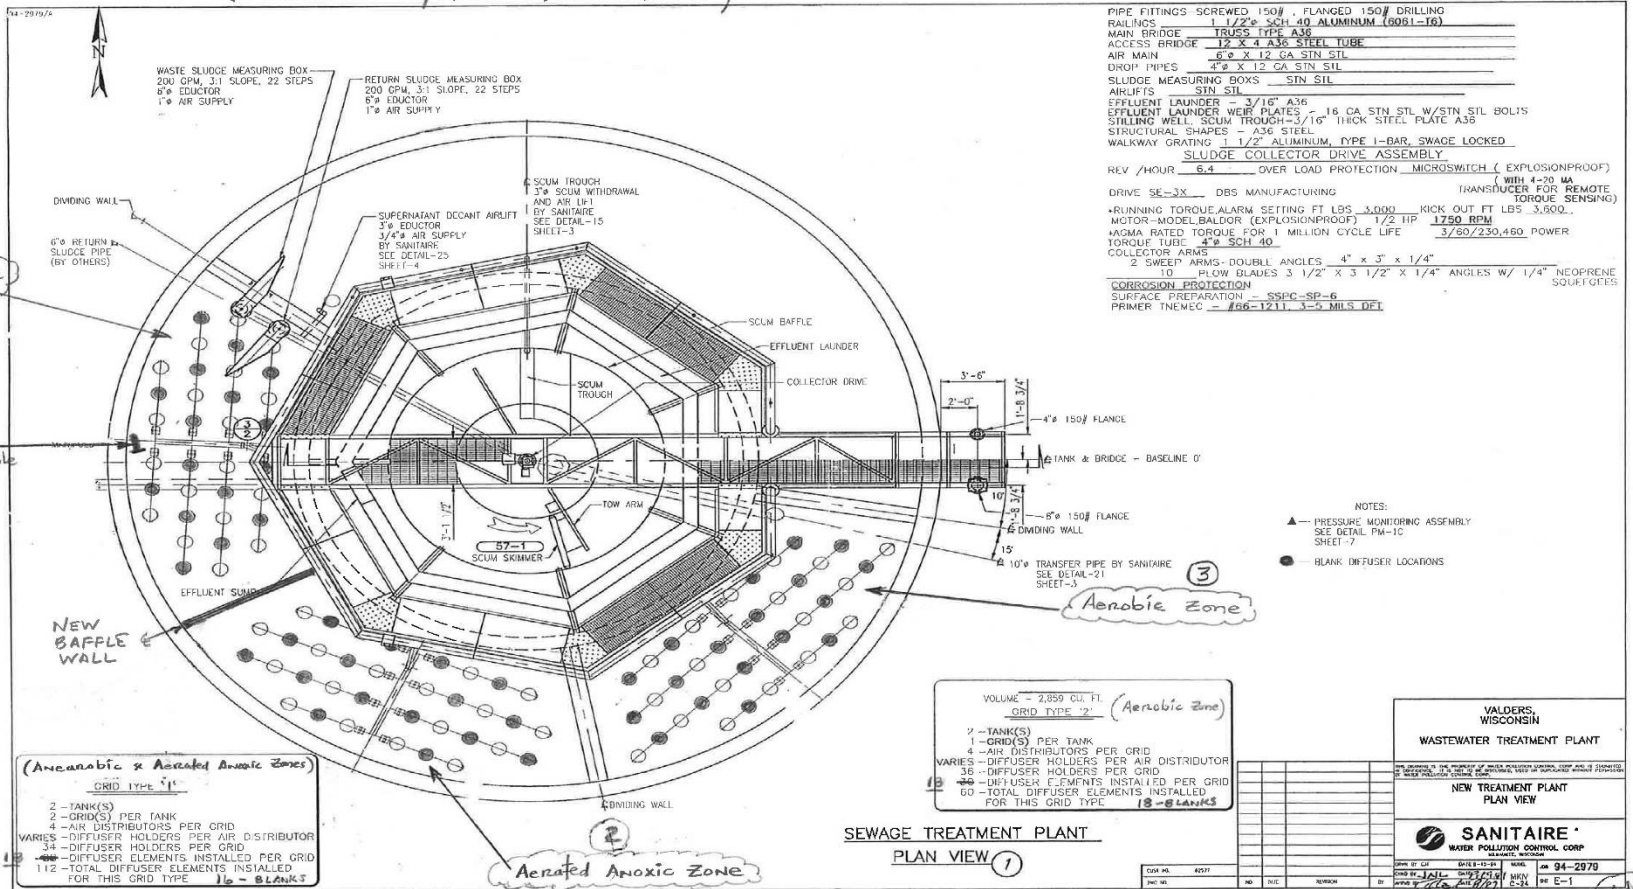 94-2979/A
N
PIPE FITTINGS SCREWED 150# , FLANGED 150# DRILLING
RAILINGS 1 1/2"ø SCH 40 ALUMINUM (6061-T6)
MAIN BRIDGE TRUSS TYPE A36
ACCESS BRIDGE 12 X 4 A36 STEEL TUBE
AIR MAIN 6"ø X 12 GA STN STL
DROP PIPES 4"ø X 12 GA STN STL
SLUDGE MEASURING BOXS STN STL
AIRLIFTS STN STL
EFFLUENT LAUNDER - 3/16" A36
EFFLUENT LAUNDER WEIR PLATES - 16 GA STN STL W/STN STL BOLTS
STILLING WELL, SCUM TROUGH-3/16" THICK STEEL PLATE A36
STRUCTURAL SHAPES - A36 STEEL
WALKWAY GRATING 1 1/2" ALUMINUM, TYPE I-BAR, SWAGE LOCKED
SLUDGE COLLECTOR DRIVE ASSEMBLY
REV /HOUR 6.4 OVER LOAD PROTECTION MICROSWITCH ( EXPLOSIONPROOF)
( WITH 4-20 MA
DRIVE SE-3X DBS MANUFACTURING TRANSDUCER FOR REMOTE
TORQUE SENSING)
*RUNNING TORQUE,ALARM SETTING FT LBS 3,000 KICK OUT FT LBS 3,600
MOTOR-MODEL,BALDOR (EXPLOSIONPROOF) 1/2 HP 1750 RPM
*AGMA RATED TORQUE FOR 1 MILLION CYCLE LIFE 3/60/230,460 POWER
TORQUE TUBE 4"ø SCH 40
COLLECTOR ARMS
2 SWEEP ARMS-DOUBLE ANGLES 4" x 3" x 1/4"
10 PLOW BLADES 3 1/2" X 3 1/2" X 1/4" ANGLES W/ 1/4" NEOPRENE
SQUEEGEES
CORROSION PROTECTION
SURFACE PREPARATION - SSPC-SP-6
PRIMER TNEMEC - #66-1211, 3-5 MILS DFT
WASTE SLUDGE MEASURING BOX
200 GPM, 3:1 SLOPE, 22 STEPS
6"ø EDUCTOR
1"ø AIR SUPPLY
RETURN SLUDGE MEASURING BOX
200 GPM, 3:1 SLOPE, 22 STEPS
6"ø EDUCTOR
1"ø AIR SUPPLY
SCUM TROUGH
3"ø SCUM WITHDRAWAL
AND AIR LIFT
BY SANITAIRE
SEE DETAIL-15
SHEET-3
DIVIDING WALL
SUPERNATANT DECANT AIRLIFT
3"ø EDUCTOR
3/4"ø AIR SUPPLY
BY SANITAIRE
SEE DETAIL-25
SHEET-4
6"ø RETURN
SLUDGE PIPE
(BY OTHERS)
SCUM BAFFLE
EFFLUENT LAUNDER
COLLECTOR DRIVE
SCUM
TROUGH
3'-6"
2'-0"
1'-8 3/4"
4"ø 150# FLANGE
3
2
TANK & BRIDGE - BASELINE 0°
3'-1 1/2"
TOW ARM
10°
1'-8 3/4"
6"ø 150# FLANGE
DIVIDING WALL
57-1
SCUM SKIMMER
15°
10"ø TRANSFER PIPE BY SANITAIRE
SEE DETAIL-21
SHEET-3
NOTES:
▲ — PRESSURE MONITORING ASSEMBLY
SEE DETAIL PM-1C
SHEET-7
● — BLANK DIFFUSER LOCATIONS
3
Aerobic Zone
EFFLUENT SUMP
NEW
BAFFLE
WALL
DIVIDING WALL
2
Aerated Anoxic Zone
(Anearobic & Aerated Anoxic Zones)
GRID TYPE '1'
2 -TANK(S)
2 -GRID(S) PER TANK
4 -AIR DISTRIBUTORS PER GRID
VARIES -DIFFUSER HOLDERS PER AIR DISTRIBUTOR
34 -DIFFUSER HOLDERS PER GRID
18 -DIFFUSER ELEMENTS INSTALLED PER GRID
112 -TOTAL DIFFUSER ELEMENTS INSTALLED
FOR THIS GRID TYPE 16 - BLANKS
VOLUME - 2,859 CU. FT.
GRID TYPE '2' (Aerobic Zone)
2 -TANK(S)
1 -GRID(S) PER TANK
4 -AIR DISTRIBUTORS PER GRID
VARIES -DIFFUSER HOLDERS PER AIR DISTRIBUTOR
36 -DIFFUSER HOLDERS PER GRID
18 -DIFFUSER ELEMENTS INSTALLED PER GRID
60 -TOTAL DIFFUSER ELEMENTS INSTALLED
FOR THIS GRID TYPE 18-BLANKS
SEWAGE TREATMENT PLANT
PLAN VIEW 1
VALDERS,
WISCONSIN
WASTEWATER TREATMENT PLANT
NEW TREATMENT PLANT
PLAN VIEW
SANITAIRE
WATER POLLUTION CONTROL CORP
MILWAUKEE, WISCONSIN
94-2979
E-1
NO DATE REVISION BY